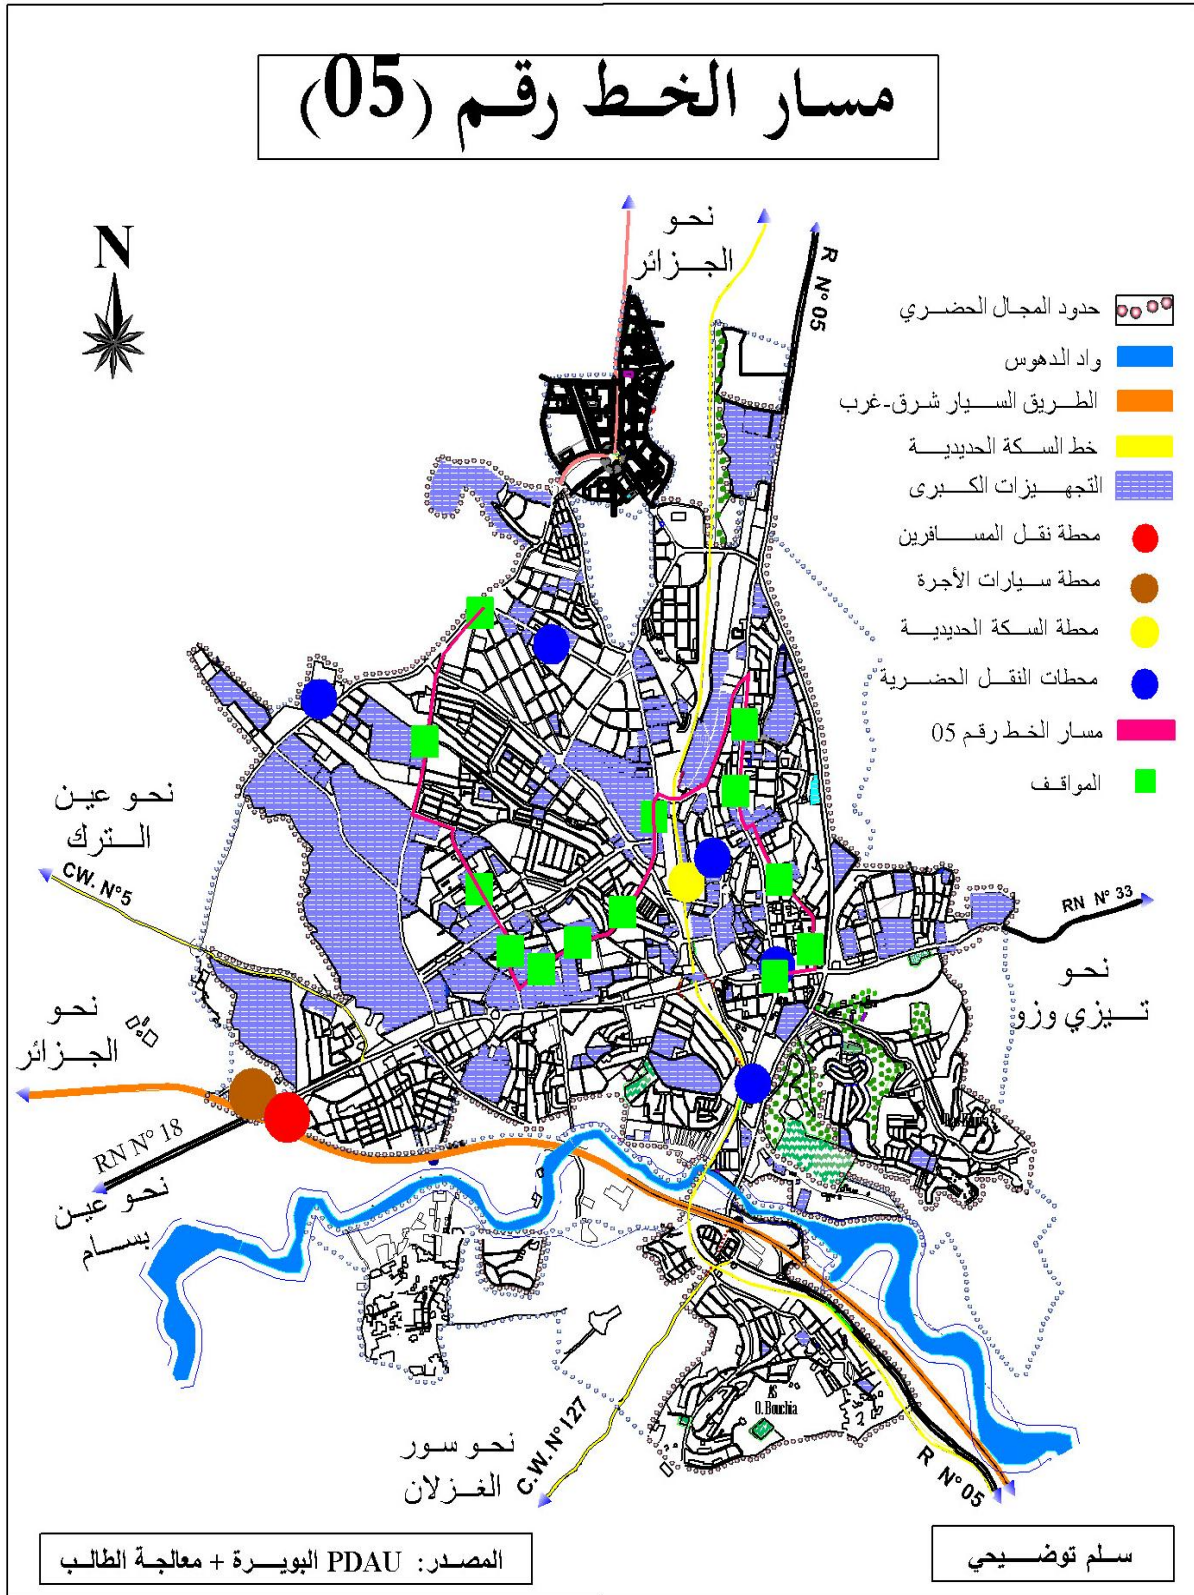 مسار الخط رقم (05)
N
نحو
الجزائر
R N° 05
حدود المجال الحضري
واد الدهوس
الطريق السيار شرق-غرب
خط السكة الحديدية
التجهيزات الكبرى
محطة نقل المسافرين
محطة سيارات الأجرة
محطة السكة الحديدية
محطات النقل الحضرية
مسار الخط رقم 05
المواقف
نحو عين
الترك
CW. N°5
RN N° 33
نحو
تيزي وزو
نحو
الجزائر
RN N° 18
نحو عين
بسام
AS
O. Bouchia
نحو سور
الغزلان
C.W. N°127
R N°05
المصدر: PDAU البويرة + معالجة الطالب
سلم توضيحي